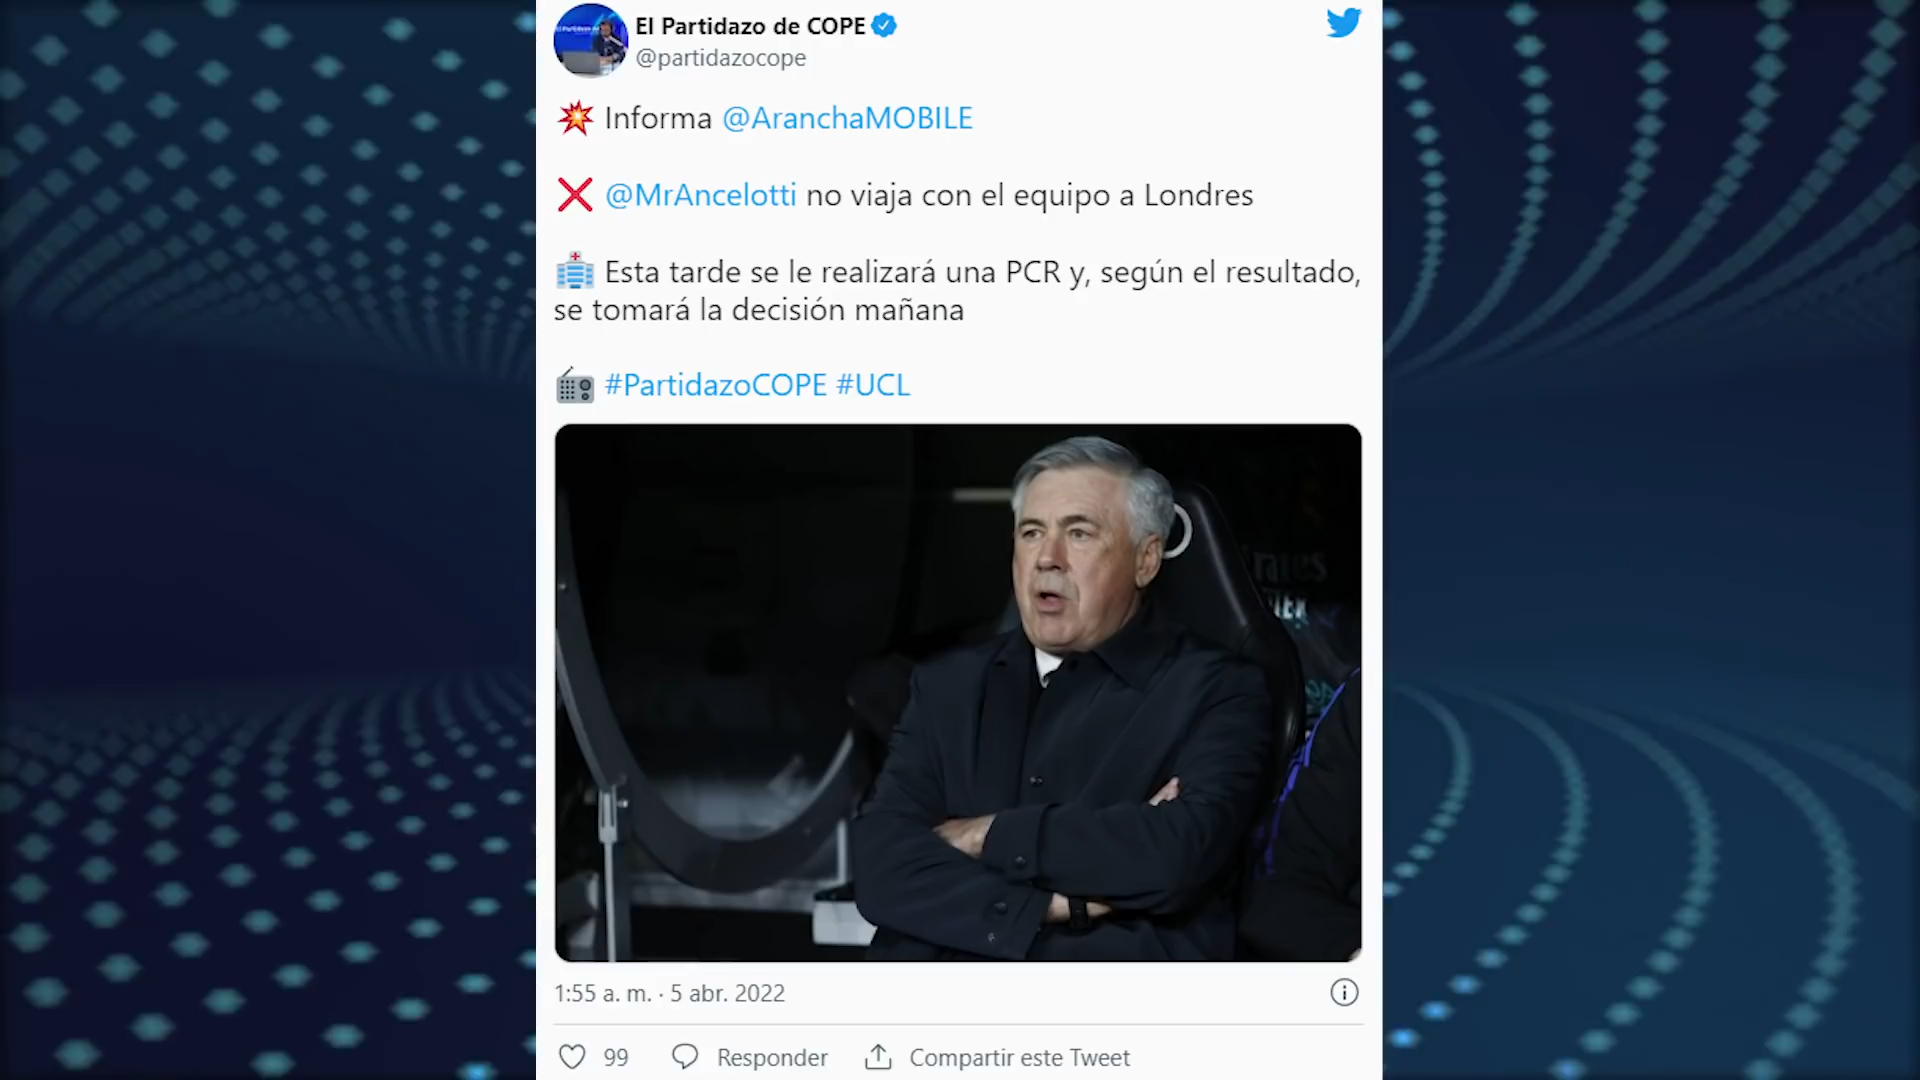 El Partidazo de COPE
@partidazocope
Informa @AranchaMOBILE
@MrAncelotti no viaja con el equipo a Londres
Esta tarde se le realizará una PCR y, según el resultado,
se tomará la decisión mañana
#PartidazoCOPE #UCL
1:55 a. m. · 5 abr. 2022
99 Responder Compartir este Tweet